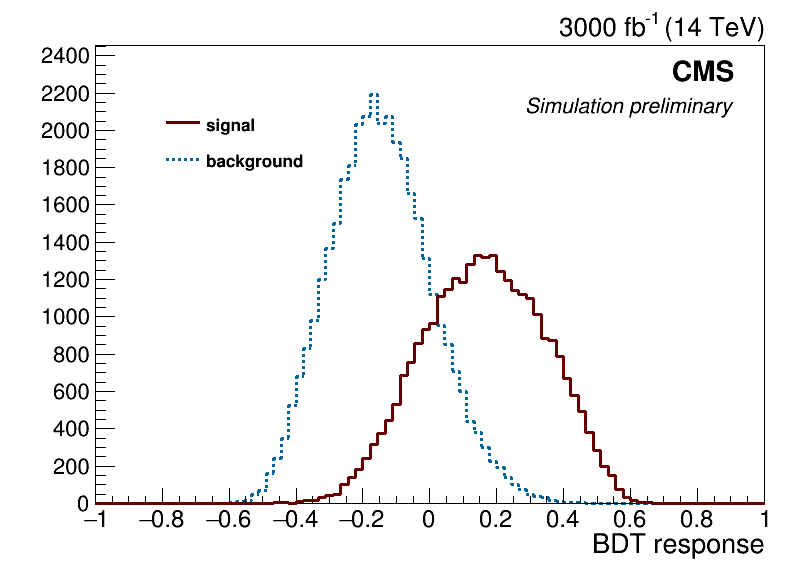 3000 fb-1 (14 TeV)
CMS
Simulation preliminary
signal
background
2400
2200
2000
1800
1600
1400
1200
1000
800
600
400
200
0
−1 −0.8 −0.6 −0.4 −0.2 0 0.2 0.4 0.6 0.8 1
BDT response